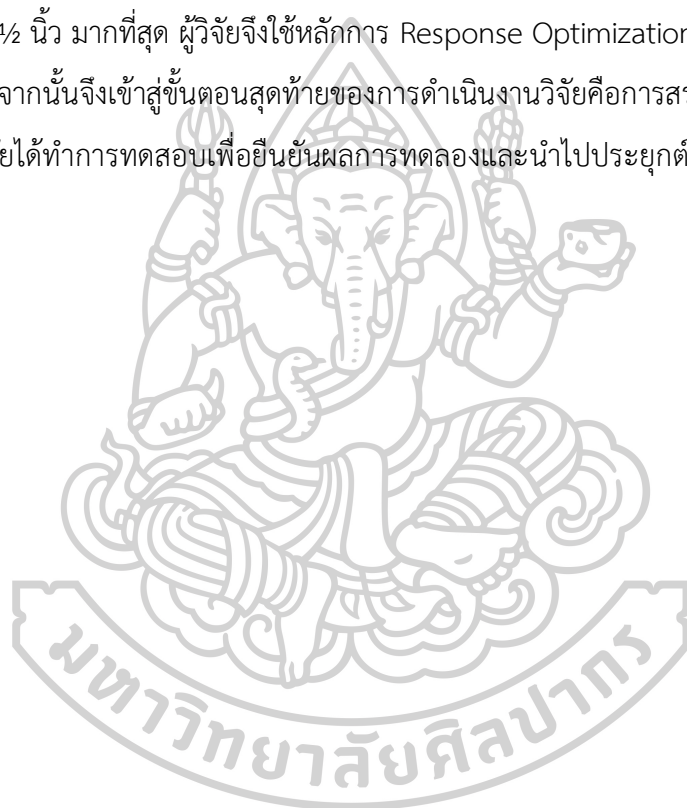 ½ นิ้ว มากที่สุด ผู้วิจัยจึงใช้หลักการ Response Optimization
จากนั้นจึงเข้าสู่ขั้นตอนสุดท้ายของการดำเนินงานวิจัยคือการสร
ัยได้ทำการทดสอบเพื่อยืนยันผลการทดลองและนำไปประยุกต์
มหาวิทยาลัยศิลปากร